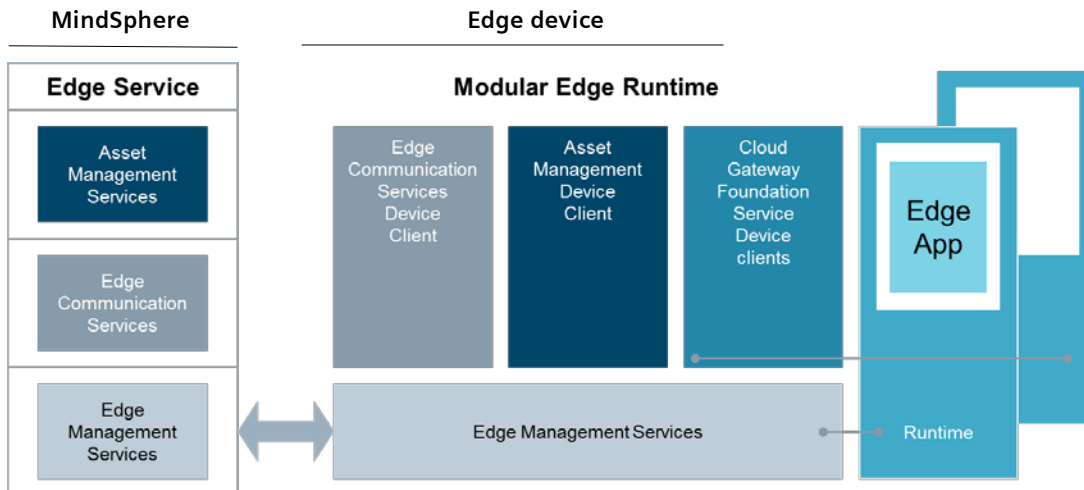 MindSphere
Edge device
Edge Service
Modular Edge Runtime
Asset
Management
Services
Edge
Communication
Services
Edge
Management
Services
Edge
Communication
Services
Device
Client
Asset
Management
Device
Client
Cloud
Gateway
Foundation
Service
Device
clients
Edge
App
Edge Management Services
Runtime